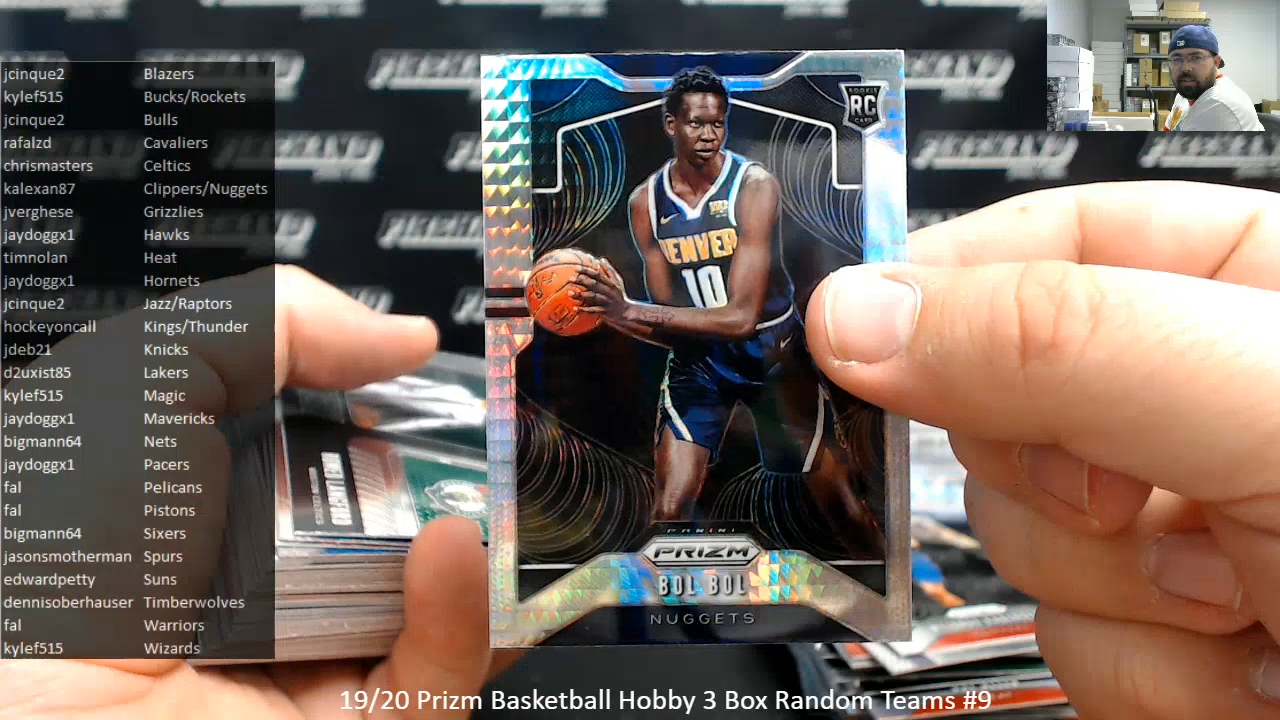 jcinque2 Blazers
kylef515 Bucks/Rockets
jcinque2 Bulls
rafalzd Cavaliers
chrismasters Celtics
kalexan87 Clippers/Nuggets
jverghese Grizzlies
jaydoggx1 Hawks
timnolan Heat
jaydoggx1 Hornets
jcinque2 Jazz/Raptors
hockeyoncall Kings/Thunder
jdeb21 Knicks
d2uxist85 Lakers
kylef515 Magic
jaydoggx1 Mavericks
bigmann64 Nets
jaydoggx1 Pacers
fal Pelicans
fal Pistons
bigmann64 Sixers
jasonsmotherman Spurs
edwardpetty Suns
dennisoberhauser Timberwolves
fal Warriors
kylef515 Wizards
ROOKIE
RC
CARD
DENVER
10
PANINI
PRIZM
BOL BOL
NUGGETS
19/20 Prizm Basketball Hobby 3 Box Random Teams #9